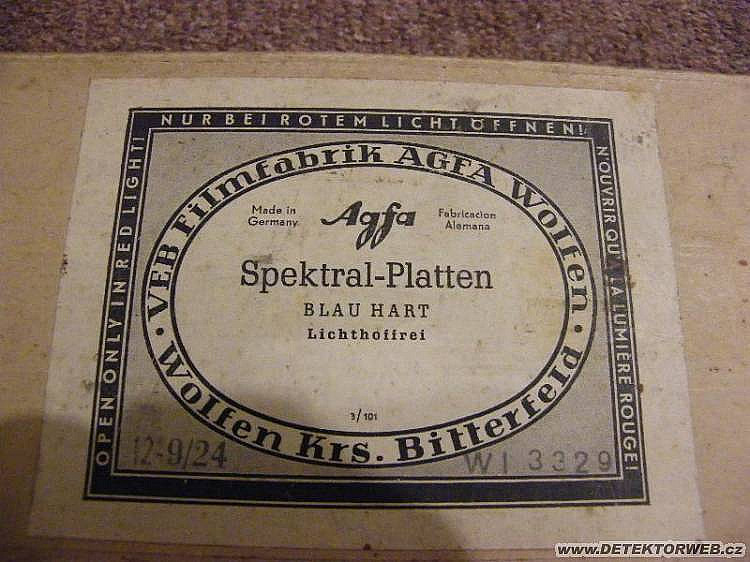 NUR BEI ROTEM LICHT ÖFFNEN!
OPEN ONLY IN RED LIGHT!
N'OUVRIR QU'A LA LUMIÈRE ROUGE!
VEB Filmfabrik AGFA Wolfen
Made in Germany
Agfa
Fabricacion Alemana
Spektral-Platten
BLAU HART
Lichthoffrei
3/101
Wolfen Krs. Bitterfeld
12-9/24
WI 3329
www.DETEKTORWEB.cz